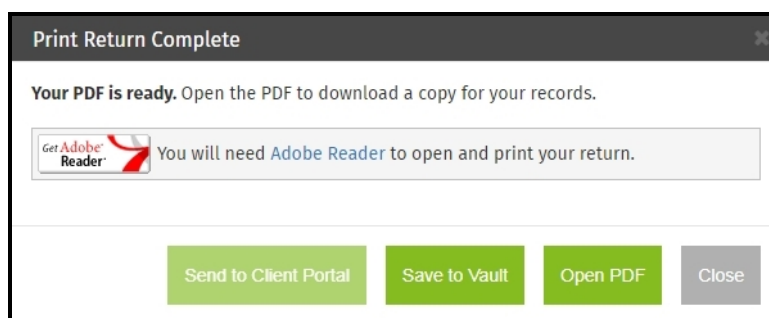 Print Return Complete
Your PDF is ready. Open the PDF to download a copy for your records.
Get Adobe Reader
You will need Adobe Reader to open and print your return.
Send to Client Portal
Save to Vault
Open PDF
Close